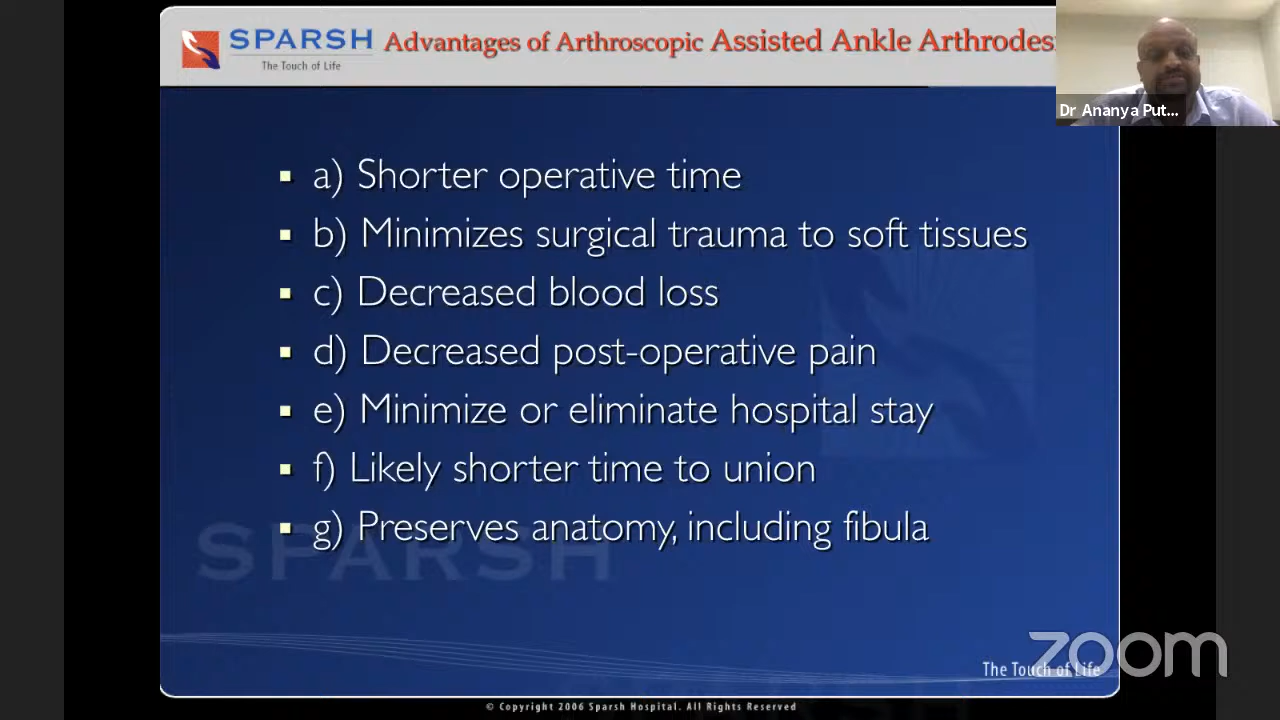 SPARSH
The Touch of Life
Advantages of Arthroscopic Assisted Ankle Arthrodes
Dr Ananya Put...
▪ a) Shorter operative time
▪ b) Minimizes surgical trauma to soft tissues
▪ c) Decreased blood loss
▪ d) Decreased post-operative pain
▪ e) Minimize or eliminate hospital stay
▪ f) Likely shorter time to union
▪ g) Preserves anatomy, including fibula
SPARSH
zoom
The Touch of Life
© Copyright 2006 Sparsh Hospital. All Rights Reserved